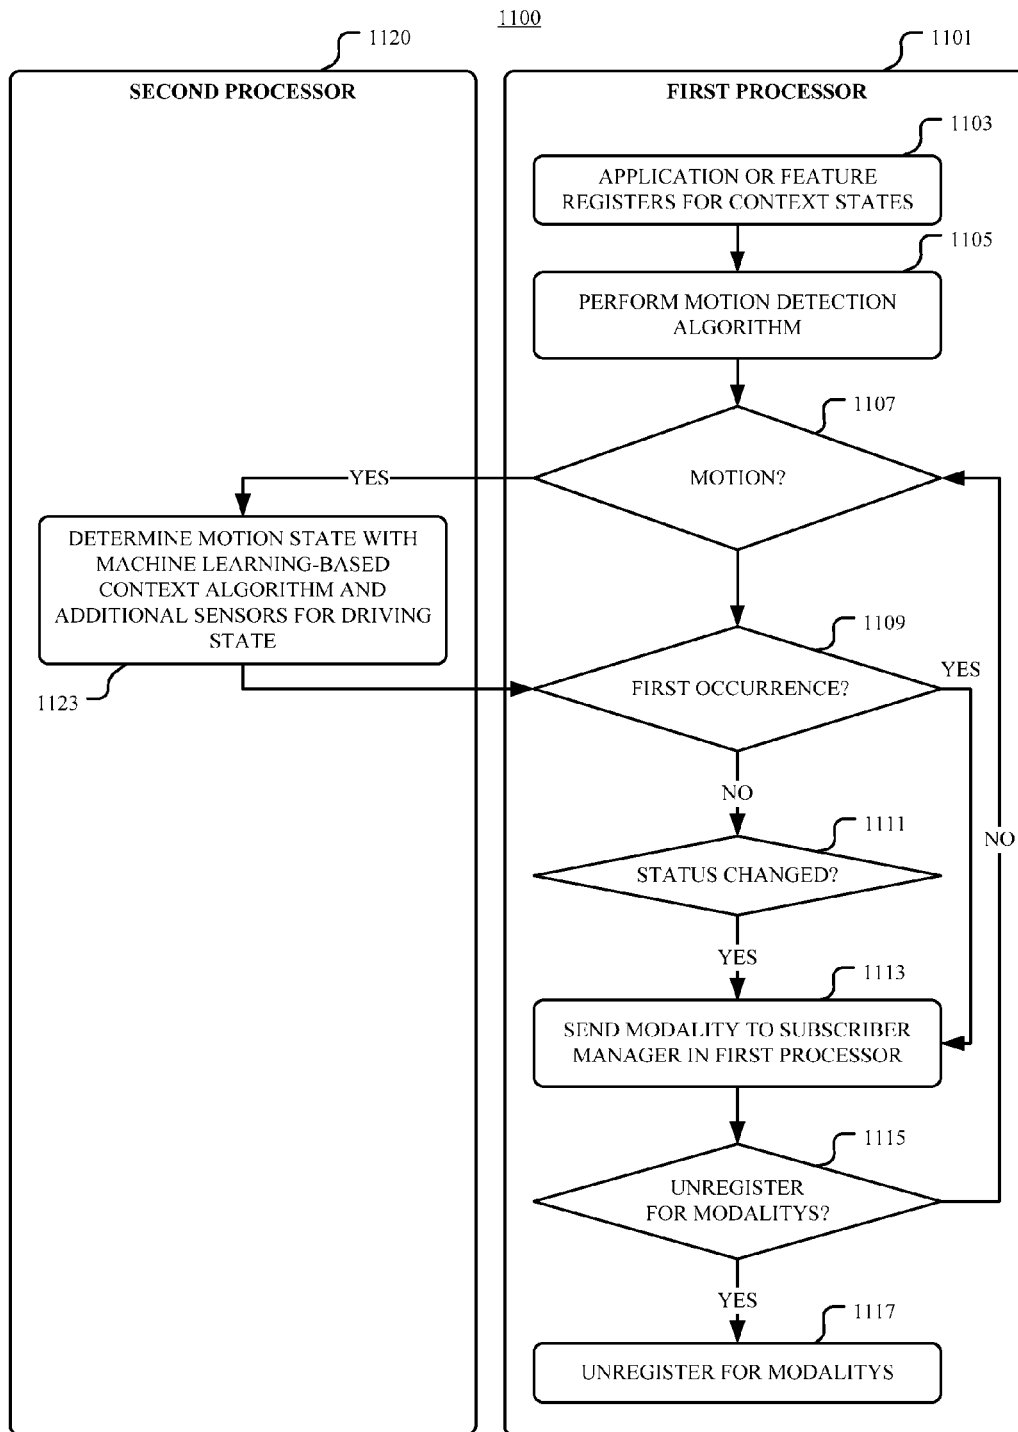 1100
1120
1101
SECOND PROCESSOR
FIRST PROCESSOR
1103
APPLICATION OR FEATURE
REGISTERS FOR CONTEXT STATES
1105
PERFORM MOTION DETECTION
ALGORITHM
1107
MOTION?
YES
DETERMINE MOTION STATE WITH
MACHINE LEARNING-BASED
CONTEXT ALGORITHM AND
ADDITIONAL SENSORS FOR DRIVING
STATE
1123
1109
FIRST OCCURRENCE?
YES
NO
1111
STATUS CHANGED?
NO
YES
1113
SEND MODALITY TO SUBSCRIBER
MANAGER IN FIRST PROCESSOR
1115
UNREGISTER
FOR MODALITYS?
YES
1117
UNREGISTER FOR MODALITYS